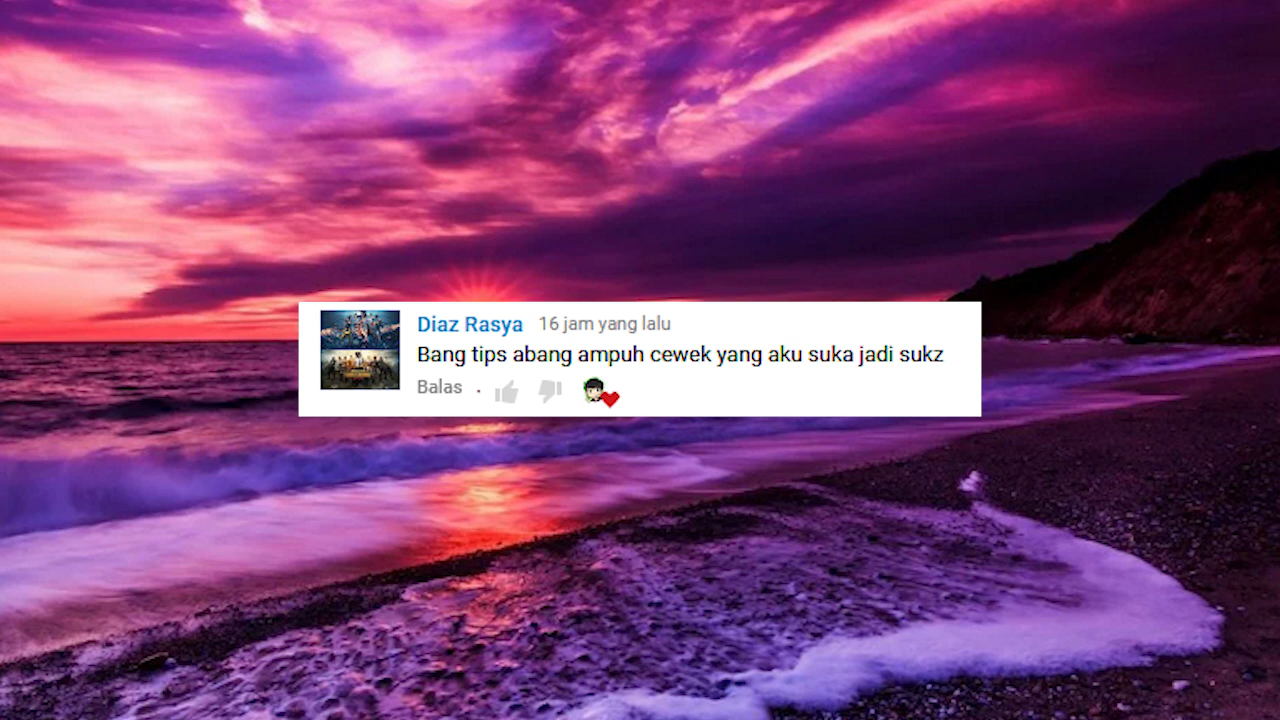 Diaz Rasya 16 jam yang lalu
Bang tips abang ampuh cewek yang aku suka jadi sukz
Balas .